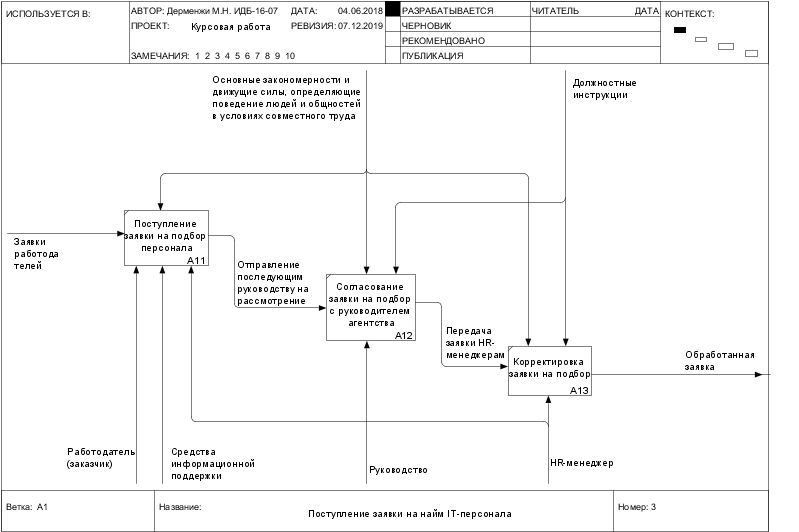 ИСПОЛЬЗУЕТСЯ В:
АВТОР: Дерменжи М.Н. ИДБ-16-07
ДАТА: 04.06.2018
РАЗРАБАТЫВАЕТСЯ
ЧИТАТЕЛЬ
ДАТА
КОНТЕКСТ:
ПРОЕКТ: Курсовая работа
РЕВИЗИЯ: 07.12.2019
ЧЕРНОВИК
РЕКОМЕНДОВАНО
ЗАМЕЧАНИЯ: 1 2 3 4 5 6 7 8 9 10
ПУБЛИКАЦИЯ
Основные закономерности и
движущие силы, определяющие
поведение людей и общностей
в условиях совместного труда
Должностные
инструкции
Заявки
работода
телей
Поступление
заявки на подбор
персонала
A11
Отправление
последующим
руководству на
рассмотрение
Согласование
заявки на подбор
с руководителем
агентства
A12
Передача
заявки HR-
менеджерам
Корректировка
заявки на подбор
A13
Обработанная
заявка
Работодатель
(заказчик)
Средства
информационной
поддержки
Руководство
HR-менеджер
Ветка: A1
Название:
Поступление заявки на найм IT-персонала
Номер: 3